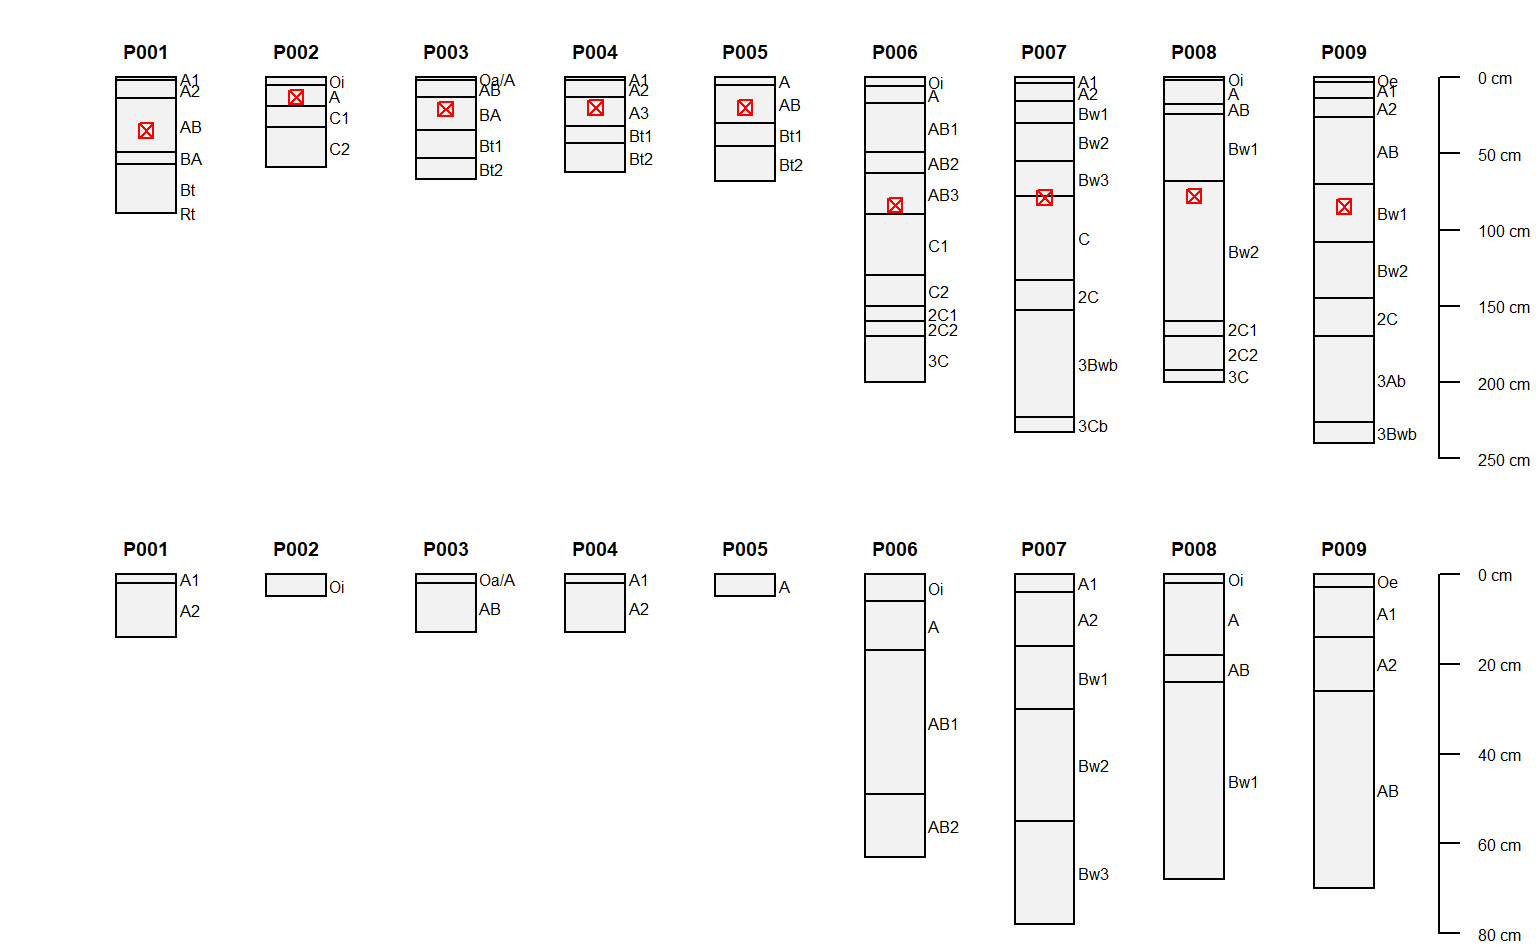 P001 P002 P003 P004 P005 P006 P007 P008 P009
A1
A2
AB
BA
Bt
Rt
Oi
A
C1
C2
Oa/A
AB
BA
Bt1
Bt2
A1
A2
A3
Bt1
Bt2
A
AB
Bt1
Bt2
Oi
A
AB1
AB2
AB3
C1
C2
2C1
2C2
3C
A1
A2
Bw1
Bw2
Bw3
C
2C
3Bwb
3Cb
Oi
A
AB
Bw1
Bw2
2C1
2C2
3C
Oe
A1
A2
AB
Bw1
Bw2
2C
3Ab
3Bwb
0 cm
50 cm
100 cm
150 cm
200 cm
250 cm
P001 P002 P003 P004 P005 P006 P007 P008 P009
A1
A2
Oi
Oa/A
AB
A1
A2
A
Oi
A
AB1
AB2
A1
A2
Bw1
Bw2
Bw3
Oi
A
AB
Bw1
Oe
A1
A2
AB
0 cm
20 cm
40 cm
60 cm
80 cm